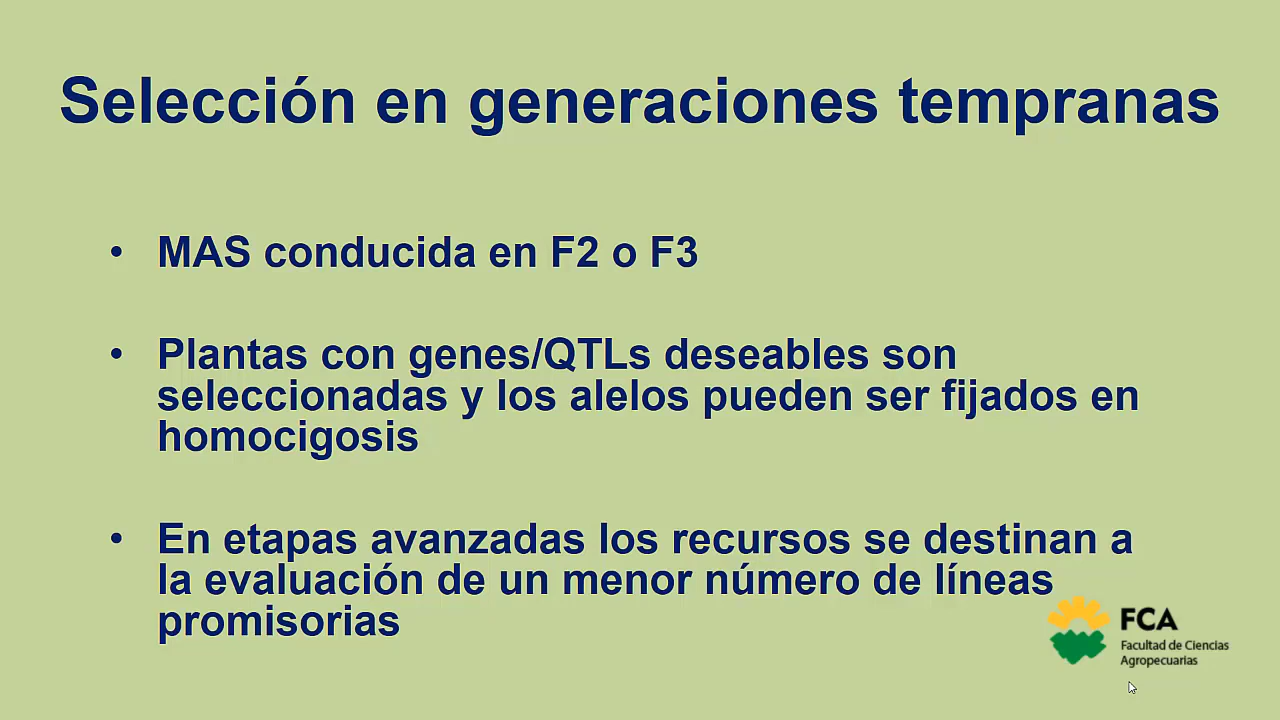 Selección en generaciones tempranas
• MAS conducida en F2 o F3
• Plantas con genes/QTLs deseables son
seleccionadas y los alelos pueden ser fijados en
homocigosis
• En etapas avanzadas los recursos se destinan a
la evaluación de un menor número de líneas
promisorias
FCA
Facultad de Ciencias
Agropecuarias